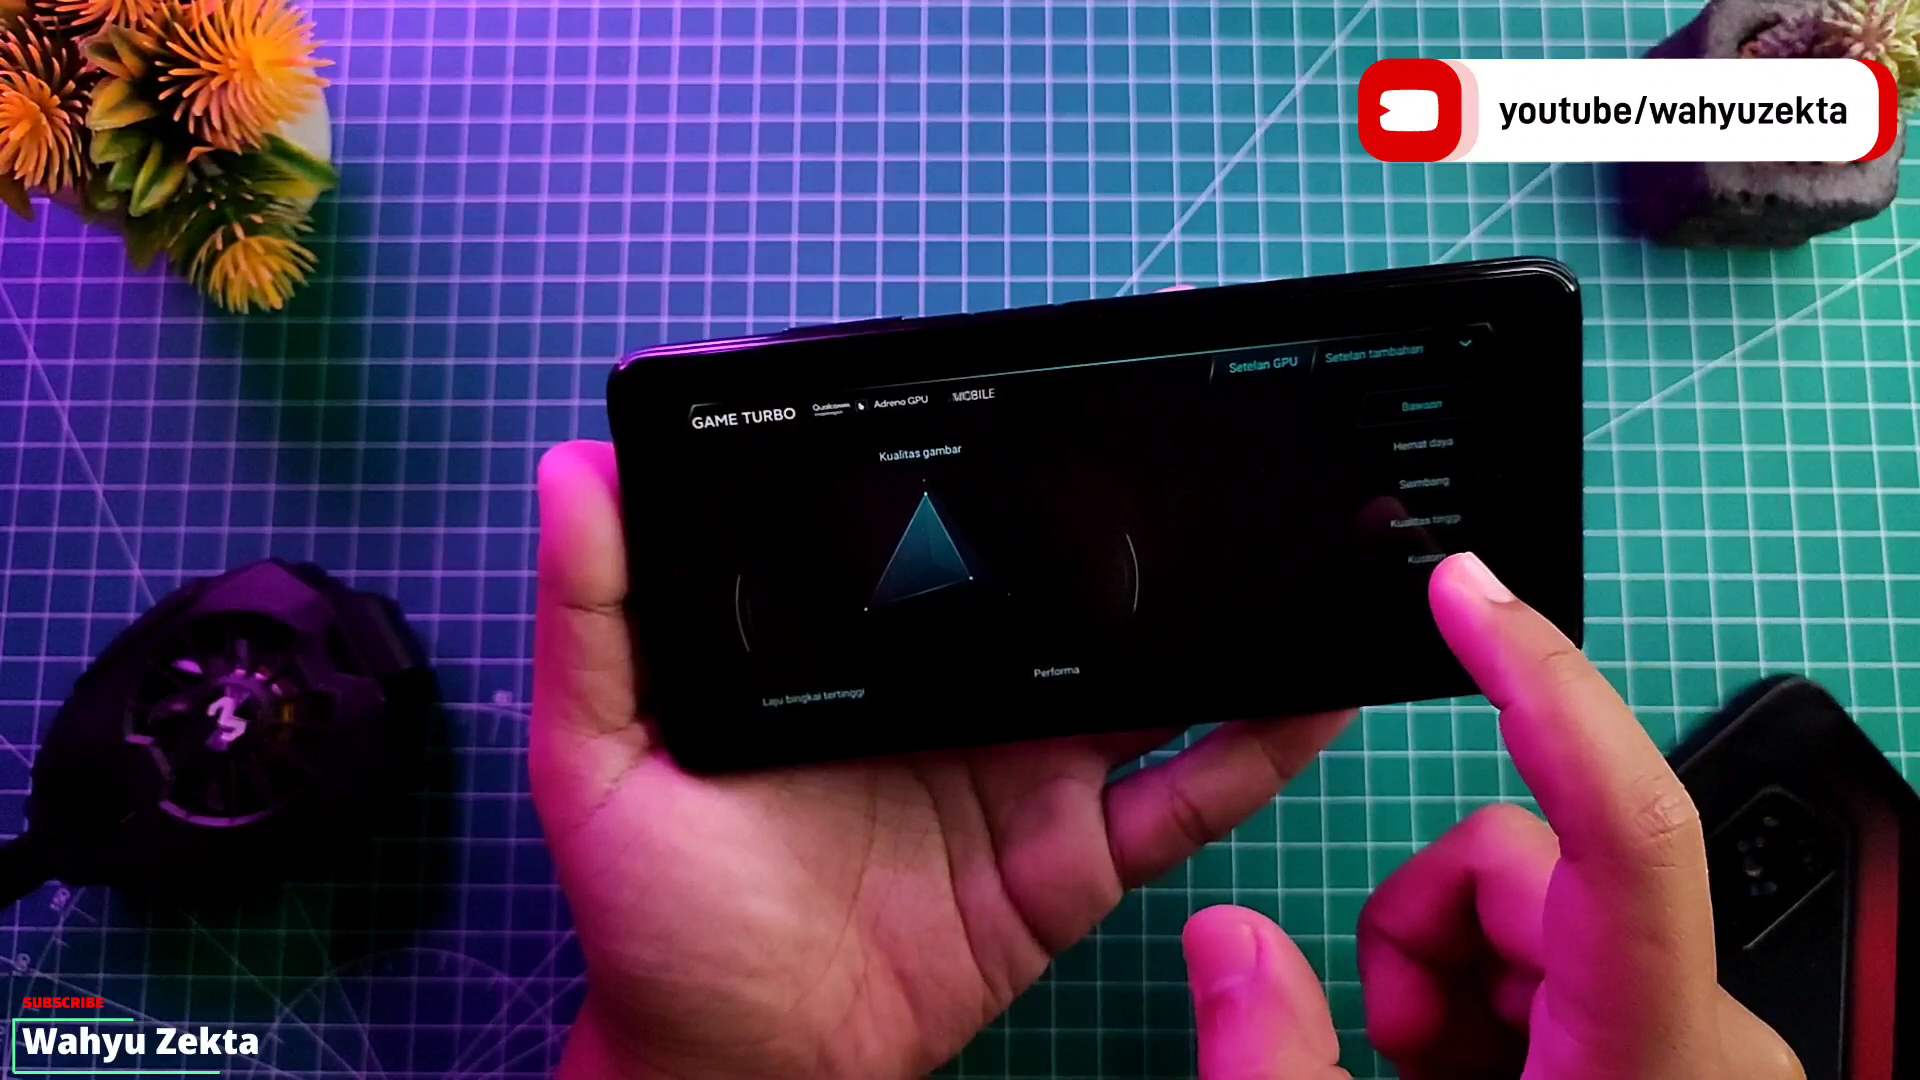 youtube/wahyuzekta
Setelan GPU
Setelan tambahan
GAME TURBO
Qualcomm
Adreno GPU
MOBILE
Bawaan
Kualitas gambar
Hemat daya
Seimbang
Kualitas tinggi
Performa
Laju bingkai tertinggi
SUBSCRIBE
Wahyu Zekta